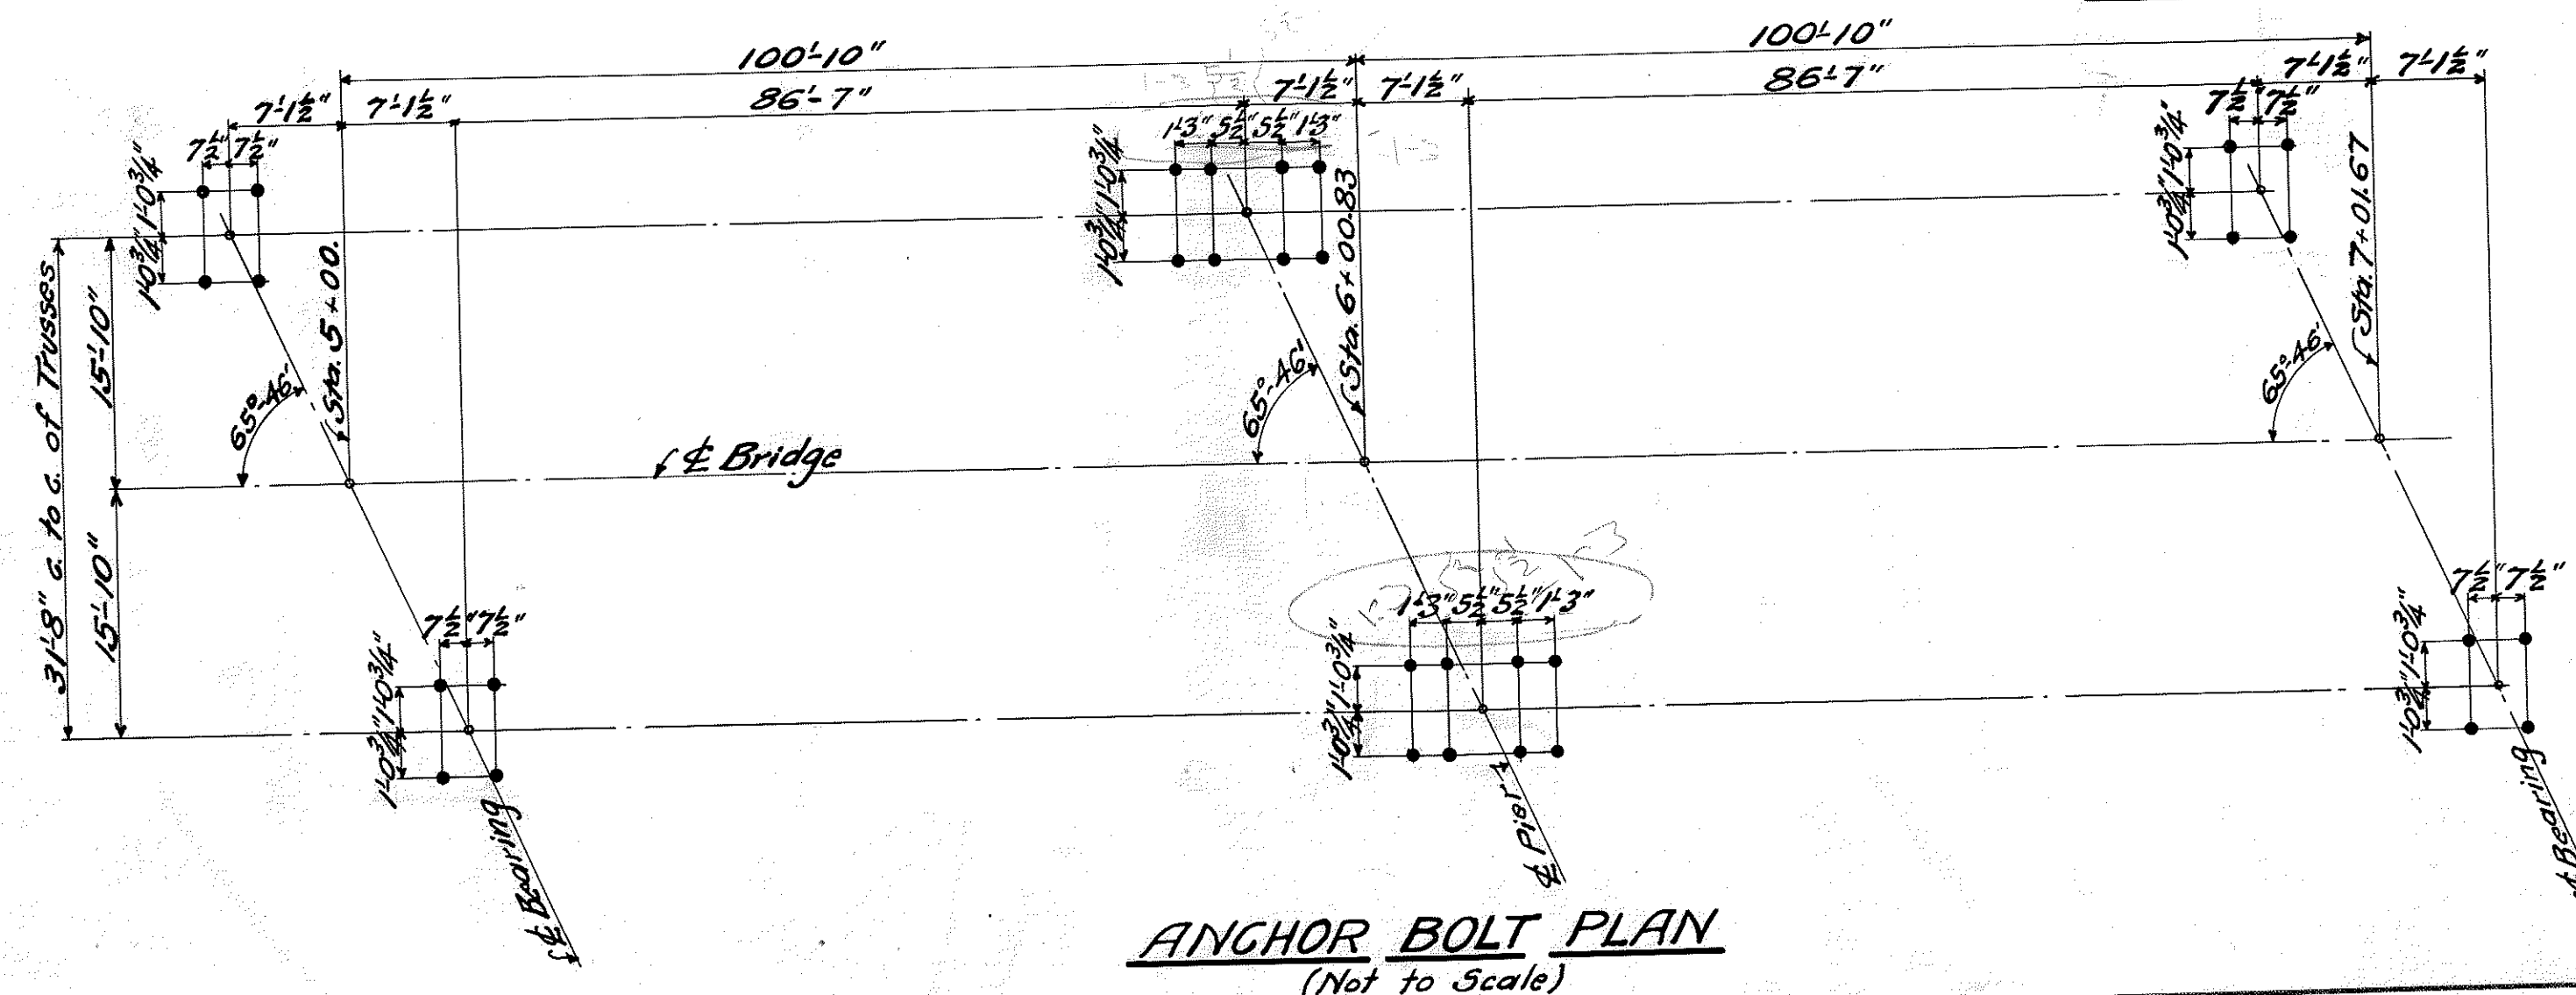 100'-10"
100'-10"
7'-1½" 7'-1½" 86'-7" 7'-1½" 7'-1½" 86'-7" 7'-1½" 7'-1½"
7½" 7½"
1'-3" 5½" 5½" 1'-3"
7½" 7½"
1'-0¾" 1'-0¾"
1'-0¾" 1'-0¾"
1'-0¾" 1'-0¾"
Sta. 5+00.
Sta. 6+00.83
Sta. 7+01.67
31'-8" c. to c. of Trusses
15'-10"
15'-10"
65°-46'
65°-46'
65°-46'
℄ Bridge
7½" 7½"
1'-3" 5½" 5½" 1'-3"
7½" 7½"
1'-0¾" 1'-0¾"
1'-0¾" 1'-0¾"
1'-0¾" 1'-0¾"
℄ Bearing
℄ Pier
℄ Bearing
ANCHOR BOLT PLAN
(Not to Scale)